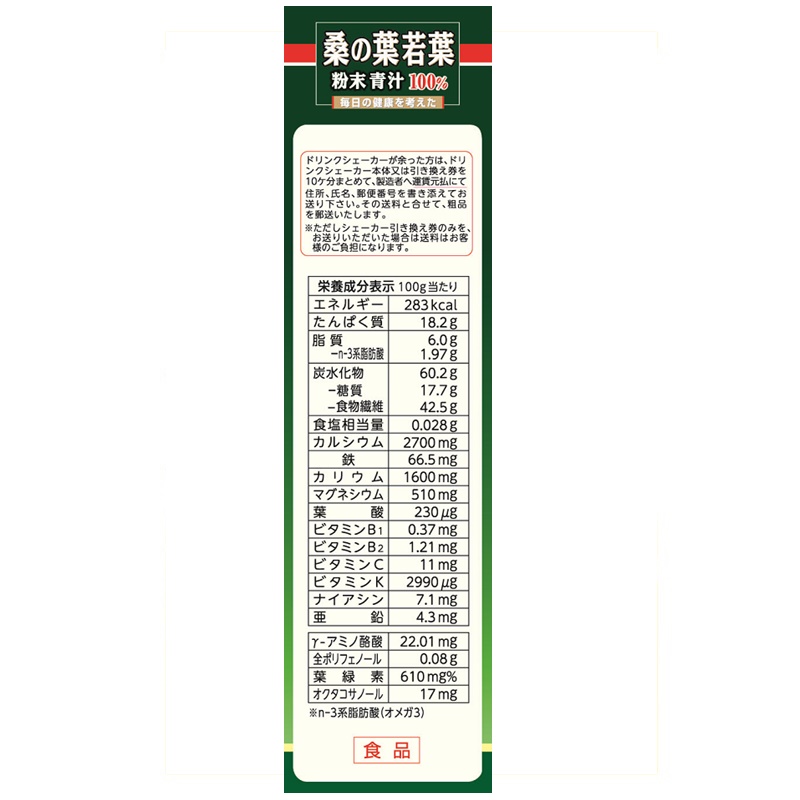 桑の葉若葉
粉末青汁100%
毎日の健康を考えた
ドリンクシェーカーが余った方は、ドリ
ンクシェーカー本体又は引き換え券を
10ケ分まとめて、製造者へ運賃元払にて
住所、氏名、郵便番号を書き添えてお
送り下さい。その送料と合せて、粗品
を郵送いたします。
※ただしシェーカー引き換え券のみを、
お送りいただいた場合は送料はお客
様のご負担になります。
栄養成分表示 100g当たり
エネルギー 283kcal
たんぱく質 18.2g
脂質 6.0g
−n-3系脂肪酸 1.97g
炭水化物 60.2g
−糖質 17.7g
−食物繊維 42.5g
食塩相当量 0.028g
カルシウム 2700mg
鉄 66.5mg
カリウム 1600mg
マグネシウム 510mg
葉酸 230μg
ビタミンB1 0.37mg
ビタミンB2 1.21mg
ビタミンC 11mg
ビタミンK 2990μg
ナイアシン 7.1mg
亜鉛 4.3mg
γ-アミノ酪酸 22.01mg
全ポリフェノール 0.08g
葉緑素 610mg%
オクタコサノール 17mg
※n-3系脂肪酸(オメガ3)
食品